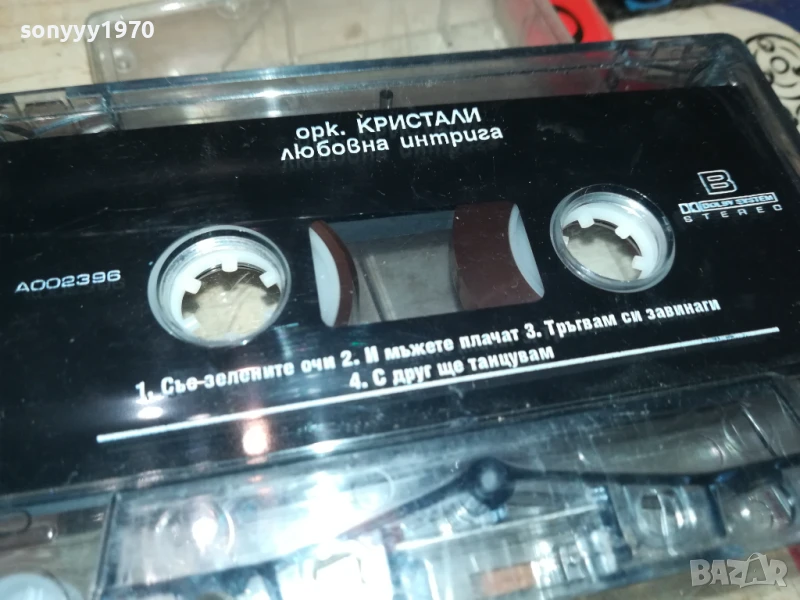 sonyyy1970
орк. КРИСТАЛИ
любовна интрига
B
DOLBY SYSTEM
STEREO
A002396
1. Със-зелените очи 2. И мъжете плачат 3. Тръгвам си завинаги
4. С друг ще танцувам
BAZAR